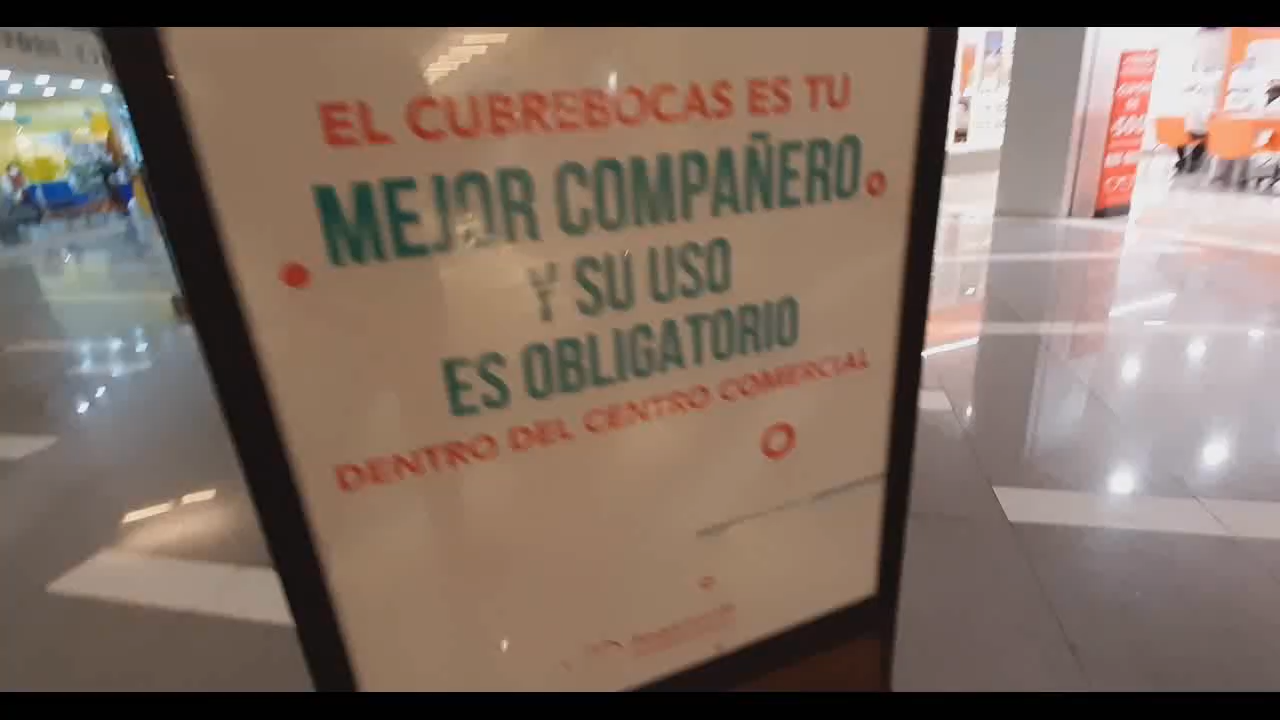 EL CUBREBOCAS ES TU
MEJOR COMPAÑERO
Y SU USO
ES OBLIGATORIO
DENTRO DEL CENTRO COMERCIAL